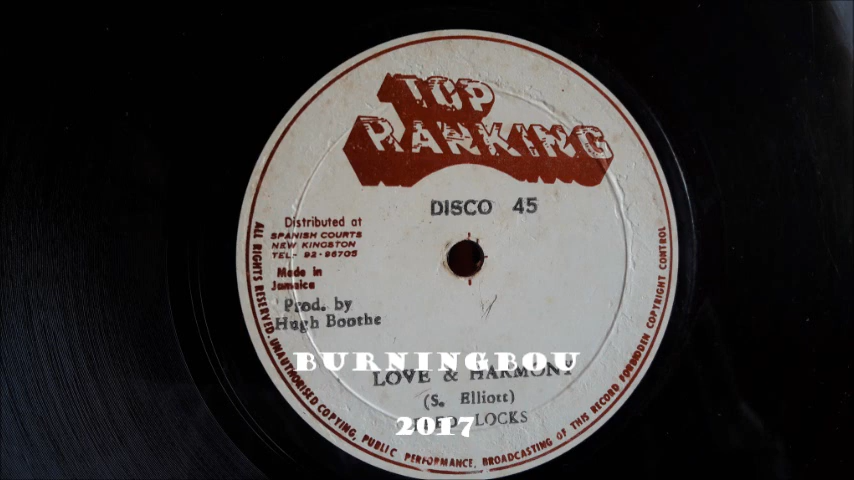 TOP
RANKING
DISCO 45
Distributed at
SPANISH COURTS
NEW KINGSTON
TEL- 92-96705
Made in
Jamaica
Prod. by
Hugh Boothe
BURNINGBOU
LOVE & HARMONY
(S. Elliott)
2017
LOCKS
ALL RIGHTS RESERVED. UNAUTHORISED COPYING, PUBLIC PERFORMANCE, BROADCASTING OF THIS RECORD FORBIDDEN COPYRIGHT CONTROL